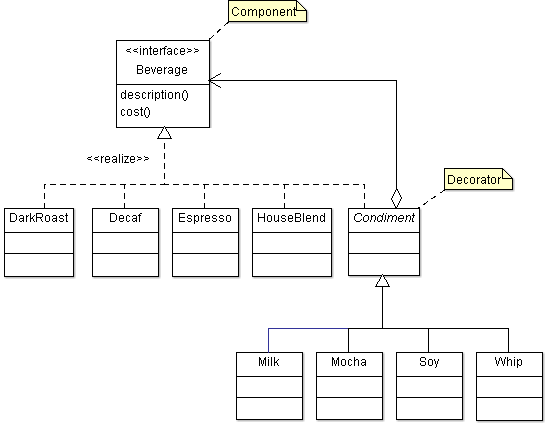 Component
<<interface>>
Beverage
description()
cost()
<<realize>>
Decorator
DarkRoast
Decaf
Espresso
HouseBlend
Condiment
Milk
Mocha
Soy
Whip